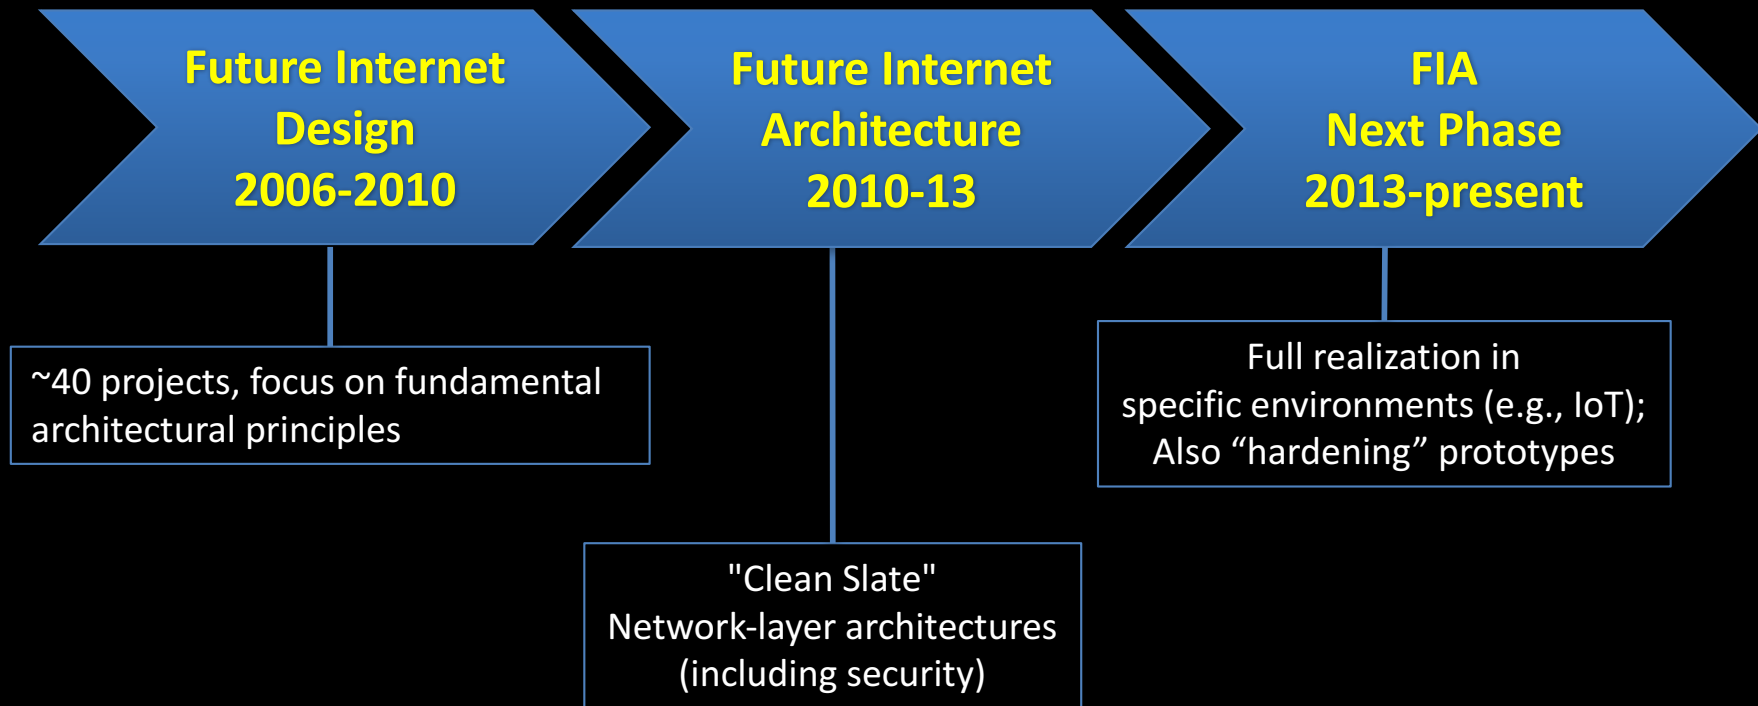 Future Internet
Design
2006-2010
Future Internet
Architecture
2010-13
FIA
Next Phase
2013-present
~40 projects, focus on fundamental
architectural principles
"Clean Slate"
Network-layer architectures
(including security)
Full realization in
specific environments (e.g., IoT);
Also “hardening” prototypes